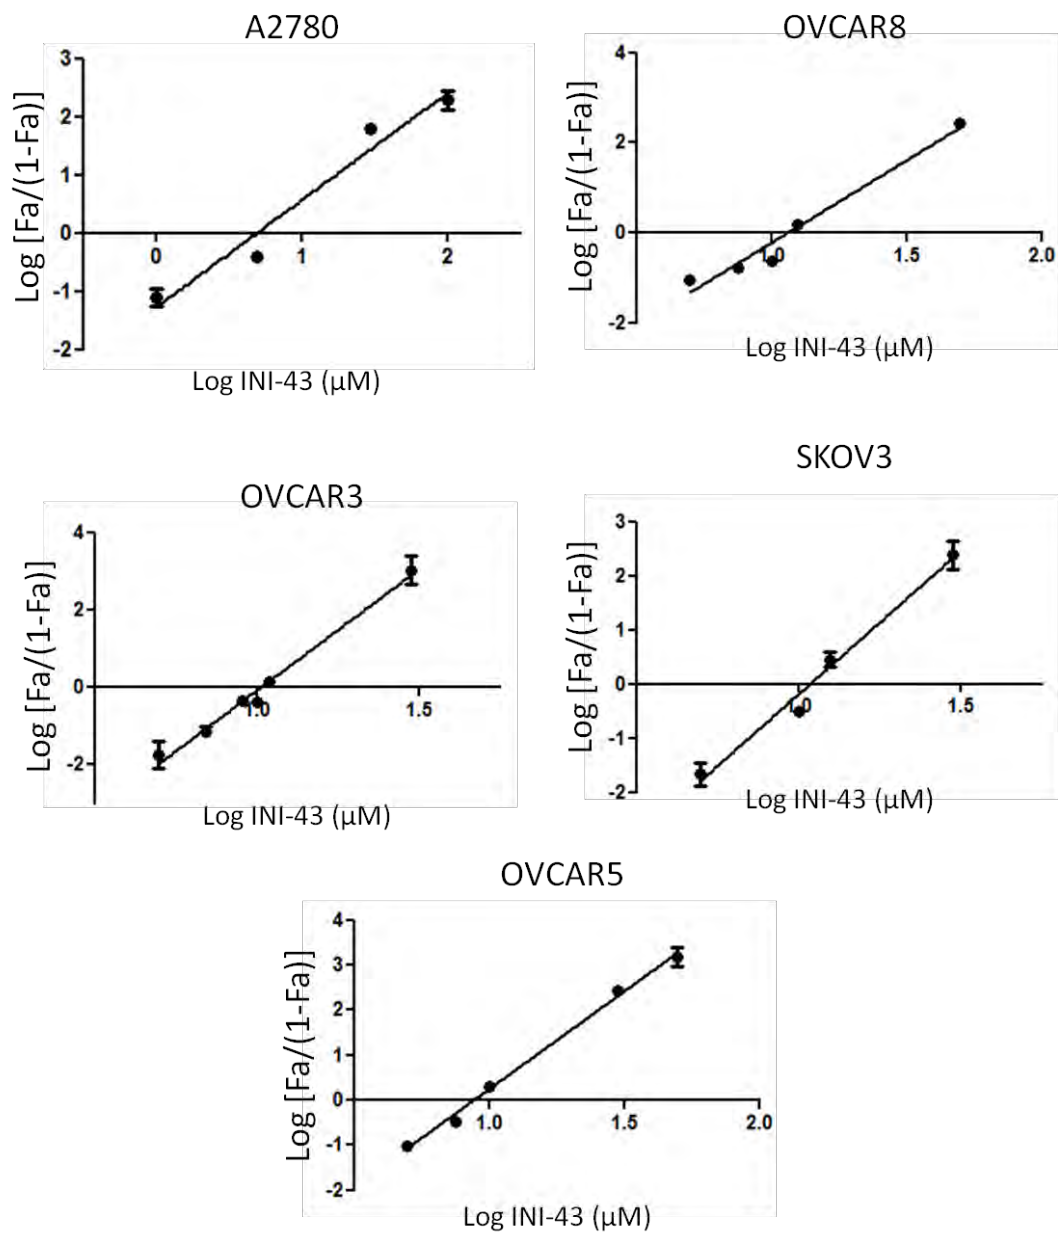 A2780
Log [Fa/(1-Fa)]
3
2
1
0
-1
-2
0 1 2
Log INI-43 (µM)
OVCAR8
Log [Fa/(1-Fa)]
4
2
0
-2
1.0 1.5 2.0
Log INI-43 (µM)
OVCAR3
Log [Fa/(1-Fa)]
4
2
0
-2
1.0 1.5
Log INI-43 (µM)
SKOV3
Log [Fa/(1-Fa)]
3
2
1
0
-1
-2
1.0 1.5
Log INI-43 (µM)
OVCAR5
Log [Fa/(1-Fa)]
4
3
2
1
0
-1
-2
1.0 1.5 2.0
Log INI-43 (µM)